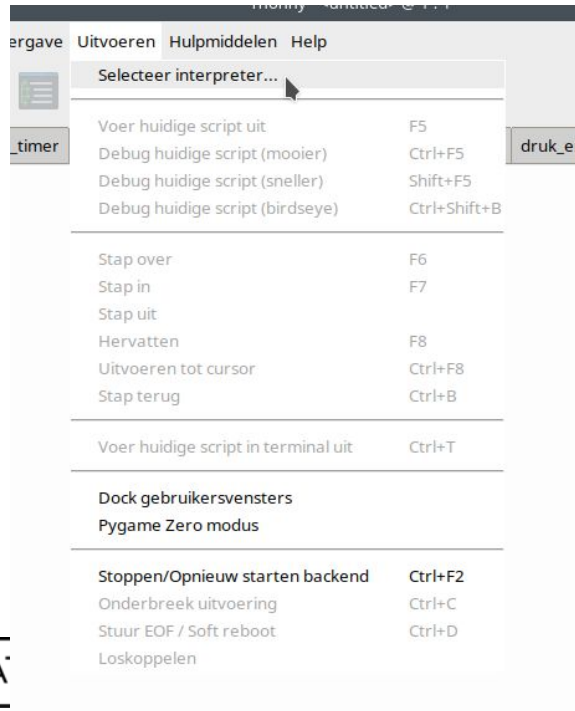 ergave Uitvoeren Hulpmiddelen Help
Selecteer interpreter...
_timer
druk_e
Voer huidige script uit F5
Debug huidige script (mooier) Ctrl+F5
Debug huidige script (sneller) Shift+F5
Debug huidige script (birdseye) Ctrl+Shift+B
Stap over F6
Stap in F7
Stap uit
Hervatten F8
Uitvoeren tot cursor Ctrl+F8
Stap terug Ctrl+B
Voer huidige script in terminal uit Ctrl+T
Dock gebruikersvensters
Pygame Zero modus
Stoppen/Opnieuw starten backend Ctrl+F2
Onderbreek uitvoering Ctrl+C
Stuur EOF / Soft reboot Ctrl+D
Loskoppelen